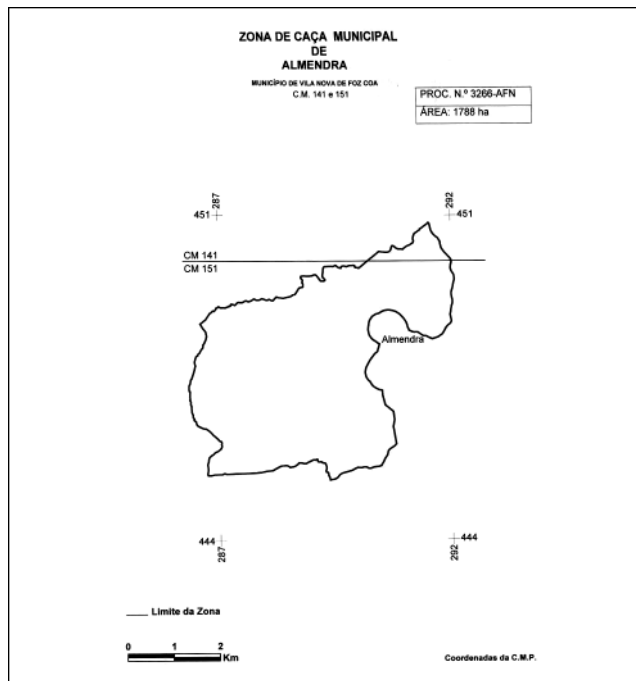 ZONA DE CAÇA MUNICIPAL
DE
ALMENDRA
MUNICÍPIO DE VILA NOVA DE FOZ COA
C.M. 141 e 151
PROC. N.º 3266-AFN
ÁREA: 1788 ha
287
292
451
451
CM 141
CM 151
Almendra
444
444
287
292
Limite da Zona
0 1 2
Km
Coordenadas da C.M.P.